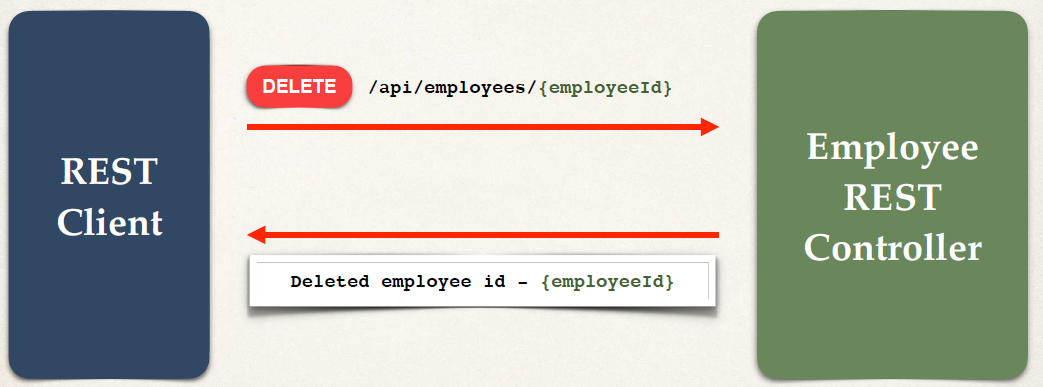 REST
Client
DELETE /api/employees/{employeeId}
Deleted employee id – {employeeId}
Employee
REST
Controller